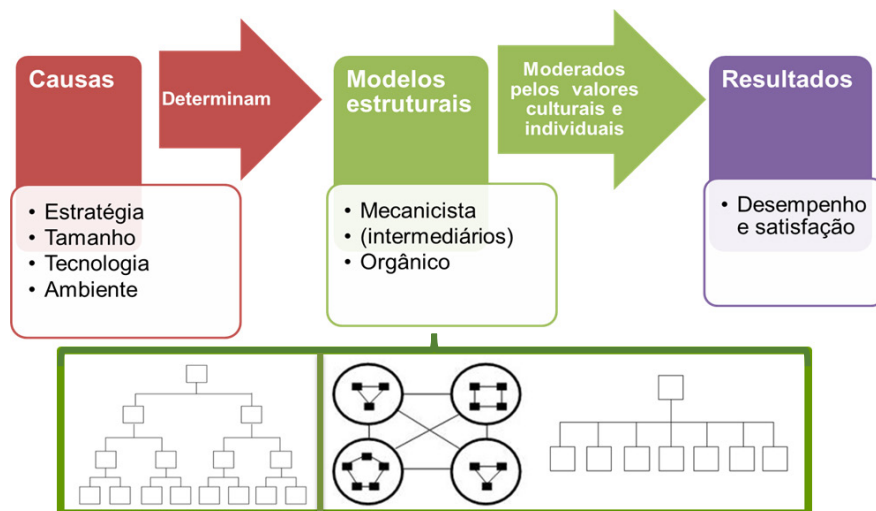 Causas
Determinam
Modelos
estruturais
Moderados
pelos valores
culturais e
individuais
Resultados
• Estratégia
• Tamanho
• Tecnologia
• Ambiente
• Mecanicista
• (intermediários)
• Orgânico
• Desempenho
e satisfação